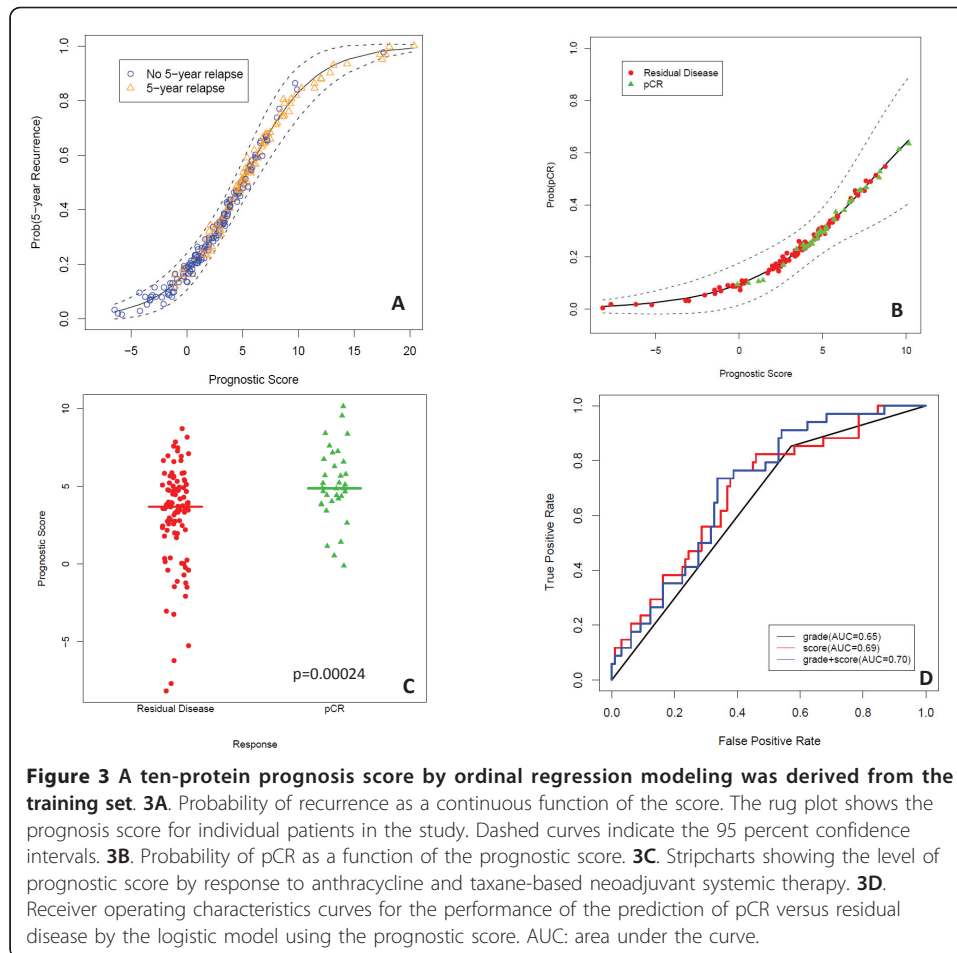 1.0
0.8
0.6
0.4
0.2
0.0
Prob(5-year Recurrence)
No 5-year relapse
5-year relapse
A
−5
0
5
10
15
20
Prognostic Score
1.0
0.8
0.6
0.4
0.2
0.0
Prob(pCR)
Residual Disease
pCR
B
−5
0
5
10
Prognostic Score
10
5
0
−5
Prognostic Score
p=0.00024
C
Residual Disease
pCR
Response
1.0
0.8
0.6
0.4
0.2
0.0
True Positive Rate
grade(AUC=0.65)
score(AUC=0.69)
grade+score(AUC=0.70)
D
0.0
0.2
0.4
0.6
0.8
1.0
False Positive Rate
Figure 3 A ten-protein prognosis score by ordinal regression modeling was derived from the
training set. 3A. Probability of recurrence as a continuous function of the score. The rug plot shows the
prognosis score for individual patients in the study. Dashed curves indicate the 95 percent confidence
intervals. 3B. Probability of pCR as a function of the prognostic score. 3C. Stripcharts showing the level of
prognostic score by response to anthracycline and taxane-based neoadjuvant systemic therapy. 3D.
Receiver operating characteristics curves for the performance of the prediction of pCR versus residual
disease by the logistic model using the prognostic score. AUC: area under the curve.